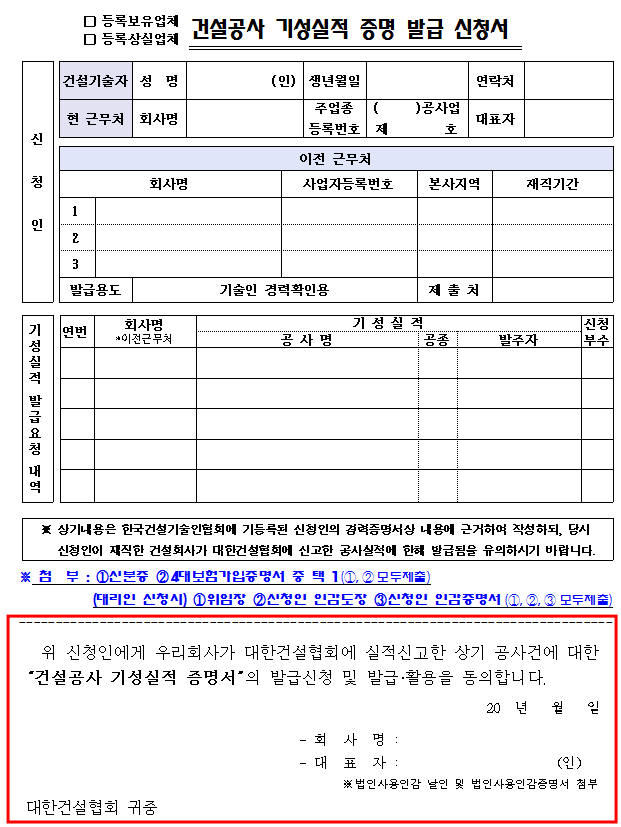 □ 등록보유업체
□ 등록상실업체
건설공사 기성실적 증명 발급 신청서
신청인
건설기술자 성 명 (인) 생년월일 연락처
현 근무처 회사명 주업종 등록번호 ( )공사업 제 호 대표자
이전 근무처
회사명 사업자등록번호 본사지역 재직기간
1
2
3
발급용도 기술인 경력확인용 제 출 처
기성실적 발급요청 내역
연번 회사명 *이전근무처 기 성 실 적 신청부수
공 사 명 공종 발주자
※ 상기내용은 한국건설기술인협회에 기등록된 신청인의 경력증명서상 내용에 근거하여 작성하되, 당시
신청인이 재직한 건설회사가 대한건설협회에 신고한 공사실적에 한해 발급됨을 유의하시기 바랍니다.
※ 첨 부 : ①신분증 ②4대보험가입증명서 중 택 1(①, ② 모두제출)
(대리인 신청시) ①위임장 ②신청인 인감도장 ③신청인 인감증명서 (①, ②, ③ 모두제출)
위 신청인에게 우리회사가 대한건설협회에 실적신고한 상기 공사건에 대한
“건설공사 기성실적 증명서”의 발급신청 및 발급·활용을 동의합니다.
20 년 월 일
- 회 사 명 :
- 대 표 자 : (인)
※ 법인사용인감 날인 및 법인사용인감증명서 첨부
대한건설협회 귀중